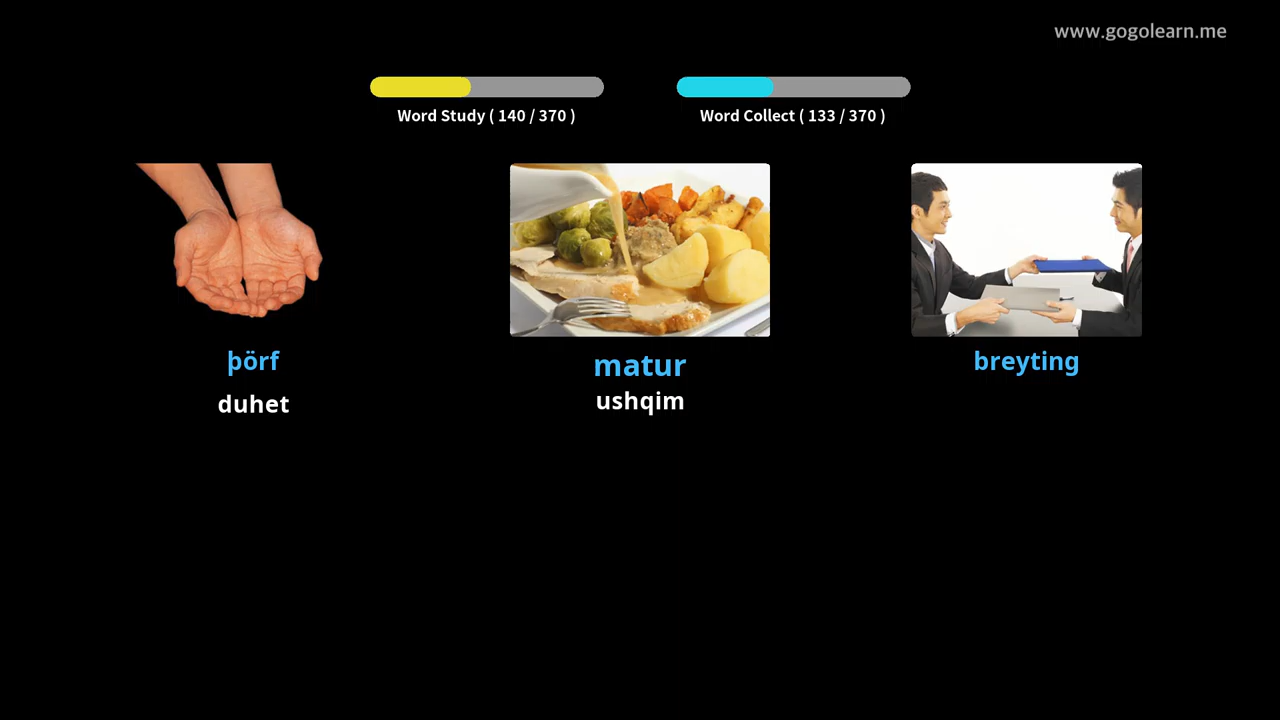 www.gogolearn.me
Word Study ( 140 / 370 )
Word Collect ( 133 / 370 )
þörf
duhet
matur
ushqim
breyting